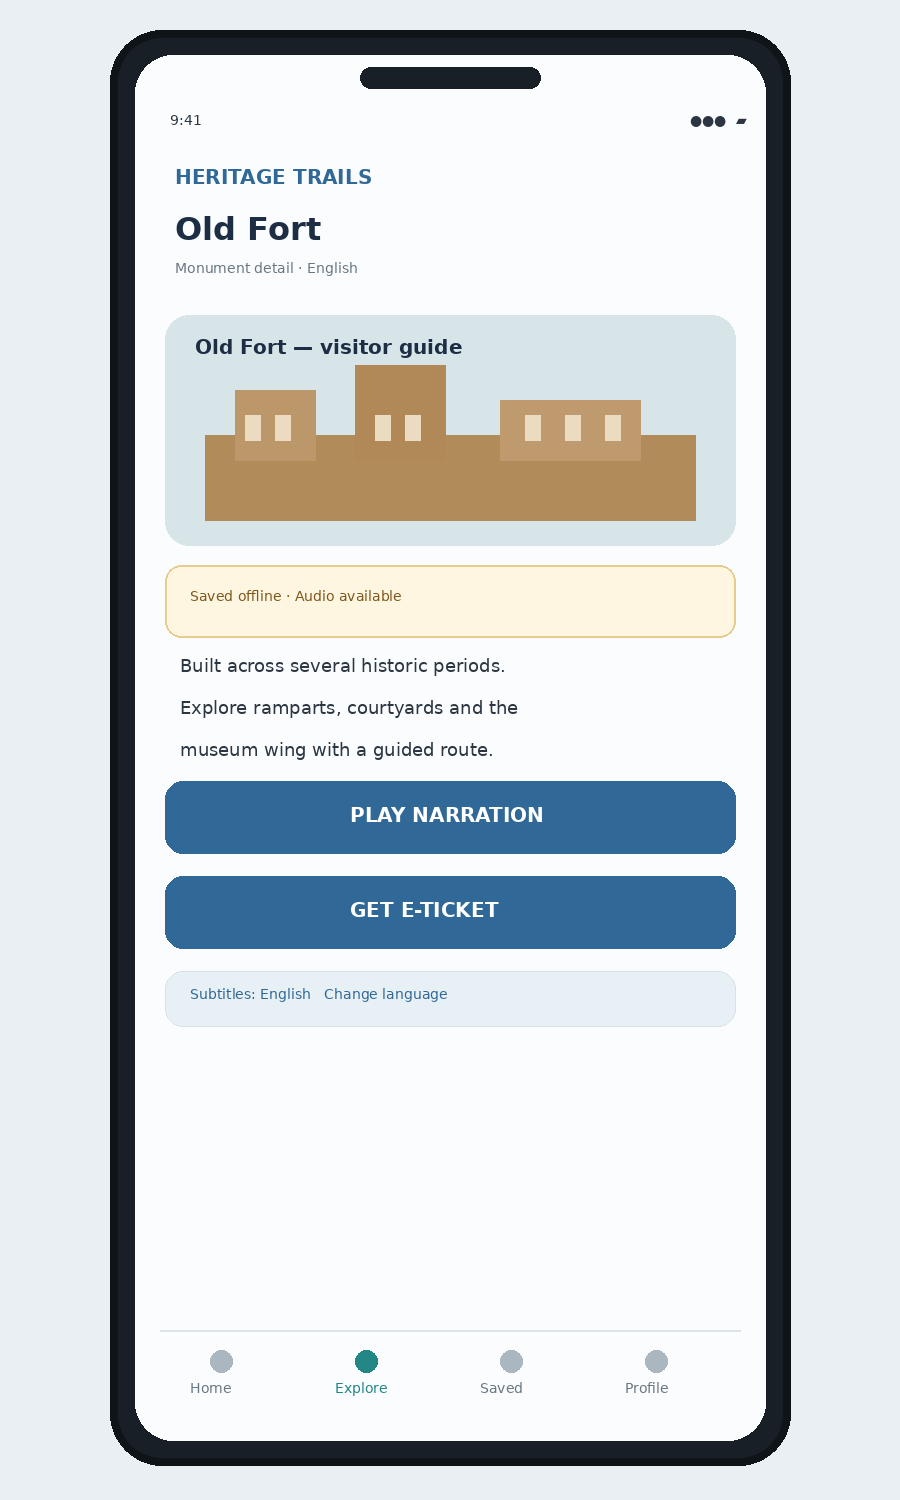 9:41
HERITAGE TRAILS
Old Fort
Monument detail · English
Old Fort — visitor guide
Saved offline · Audio available
Built across several historic periods.
Explore ramparts, courtyards and the
museum wing with a guided route.
PLAY NARRATION
GET E-TICKET
Subtitles: English Change language
Home Explore Saved Profile